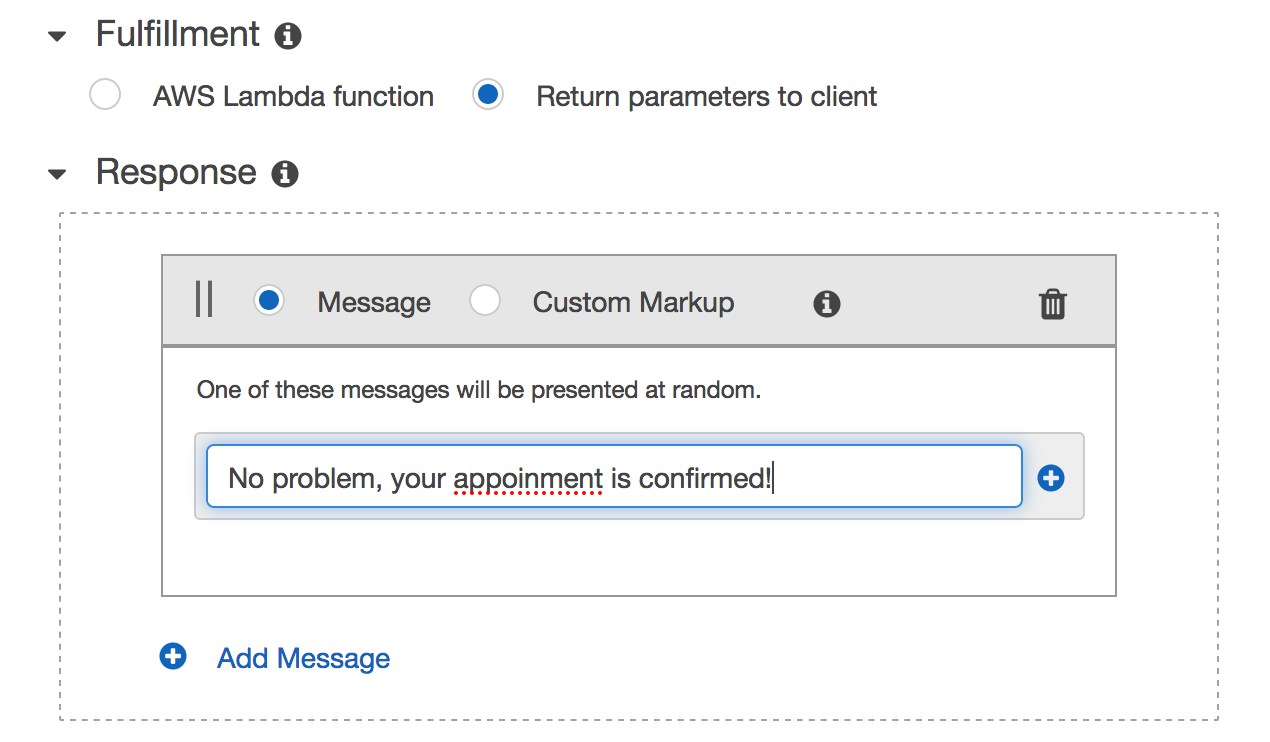 Fulfillment
AWS Lambda function Return parameters to client
Response
Message Custom Markup
One of these messages will be presented at random.
No problem, your appoinment is confirmed!
Add Message